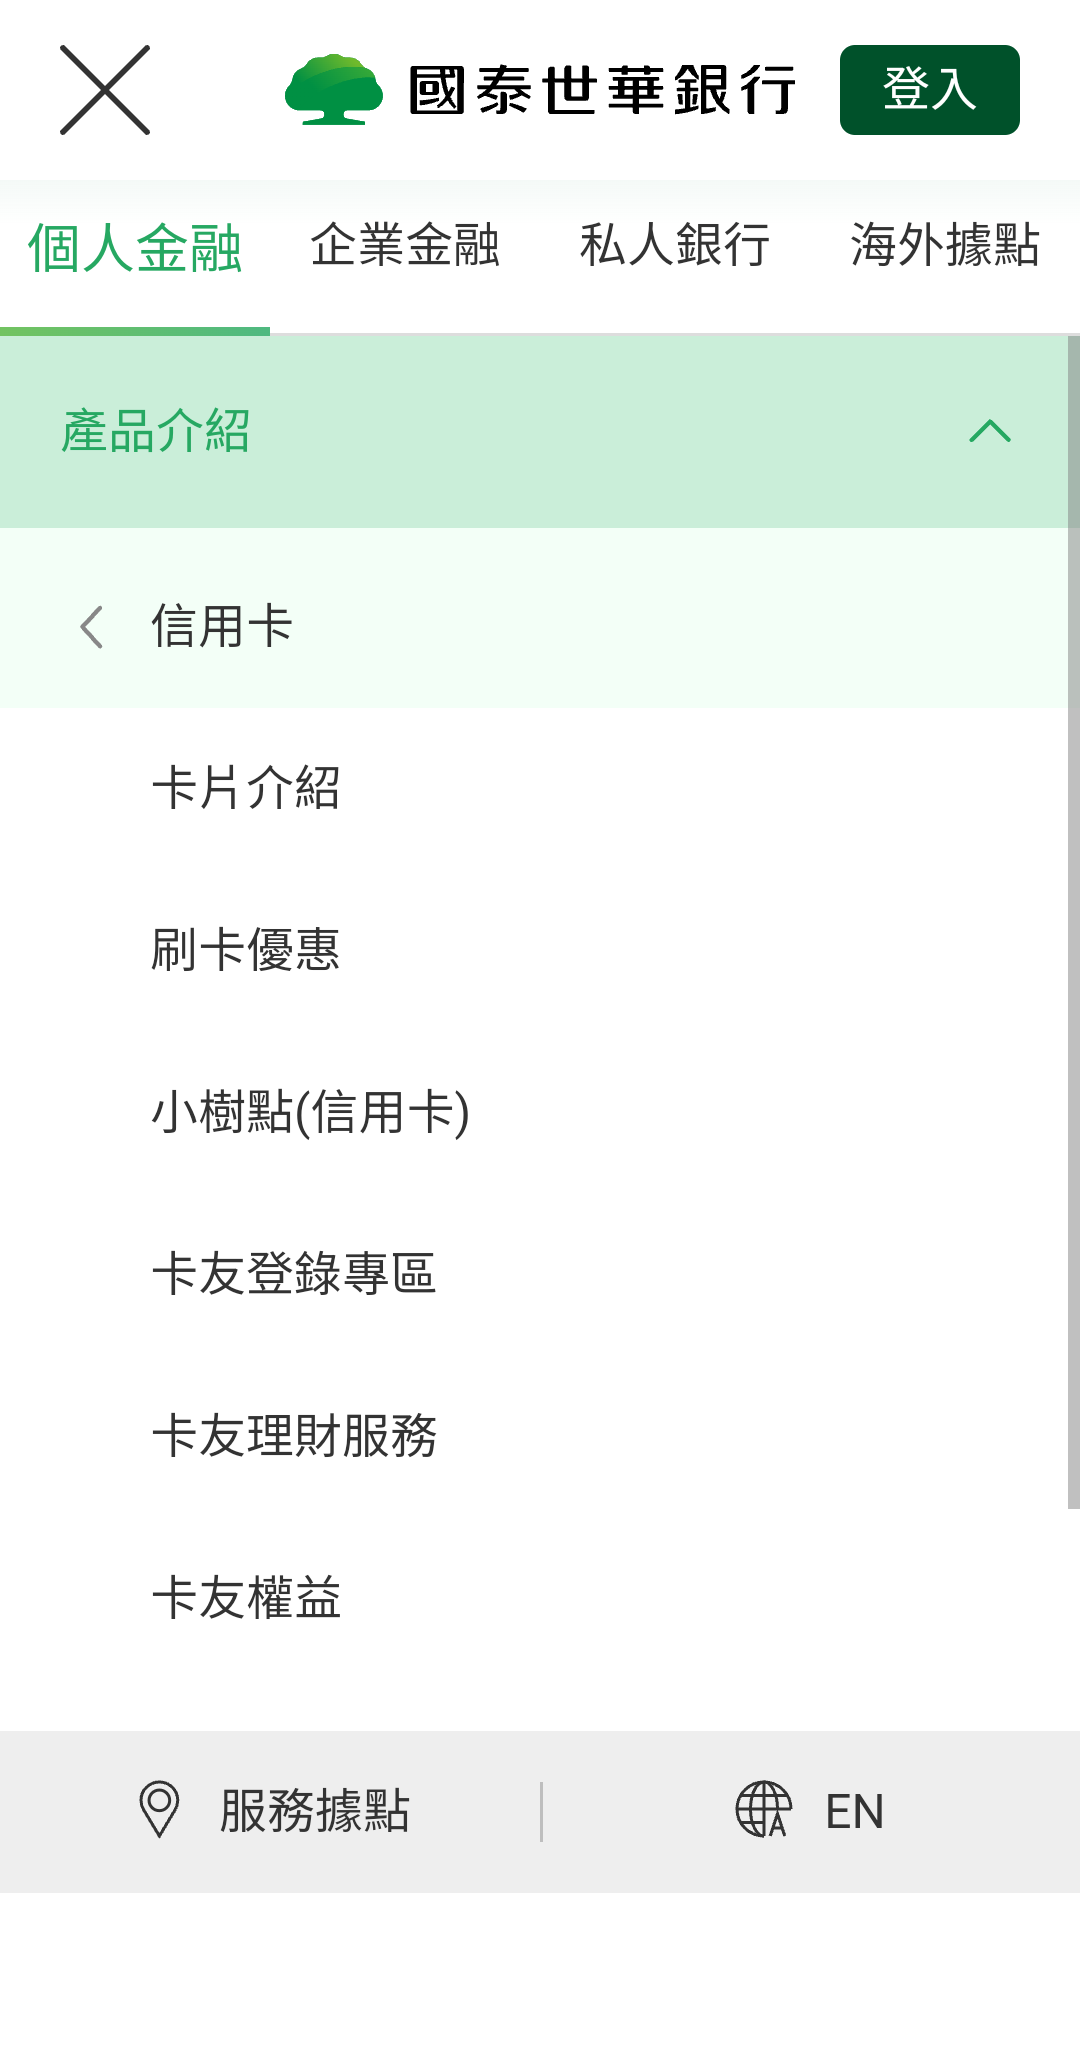 國泰世華銀行
登入
個人金融 企業金融 私人銀行 海外據點
產品介紹
信用卡
卡片介紹
刷卡優惠
小樹點(信用卡)
卡友登錄專區
卡友理財服務
卡友權益
服務據點
EN